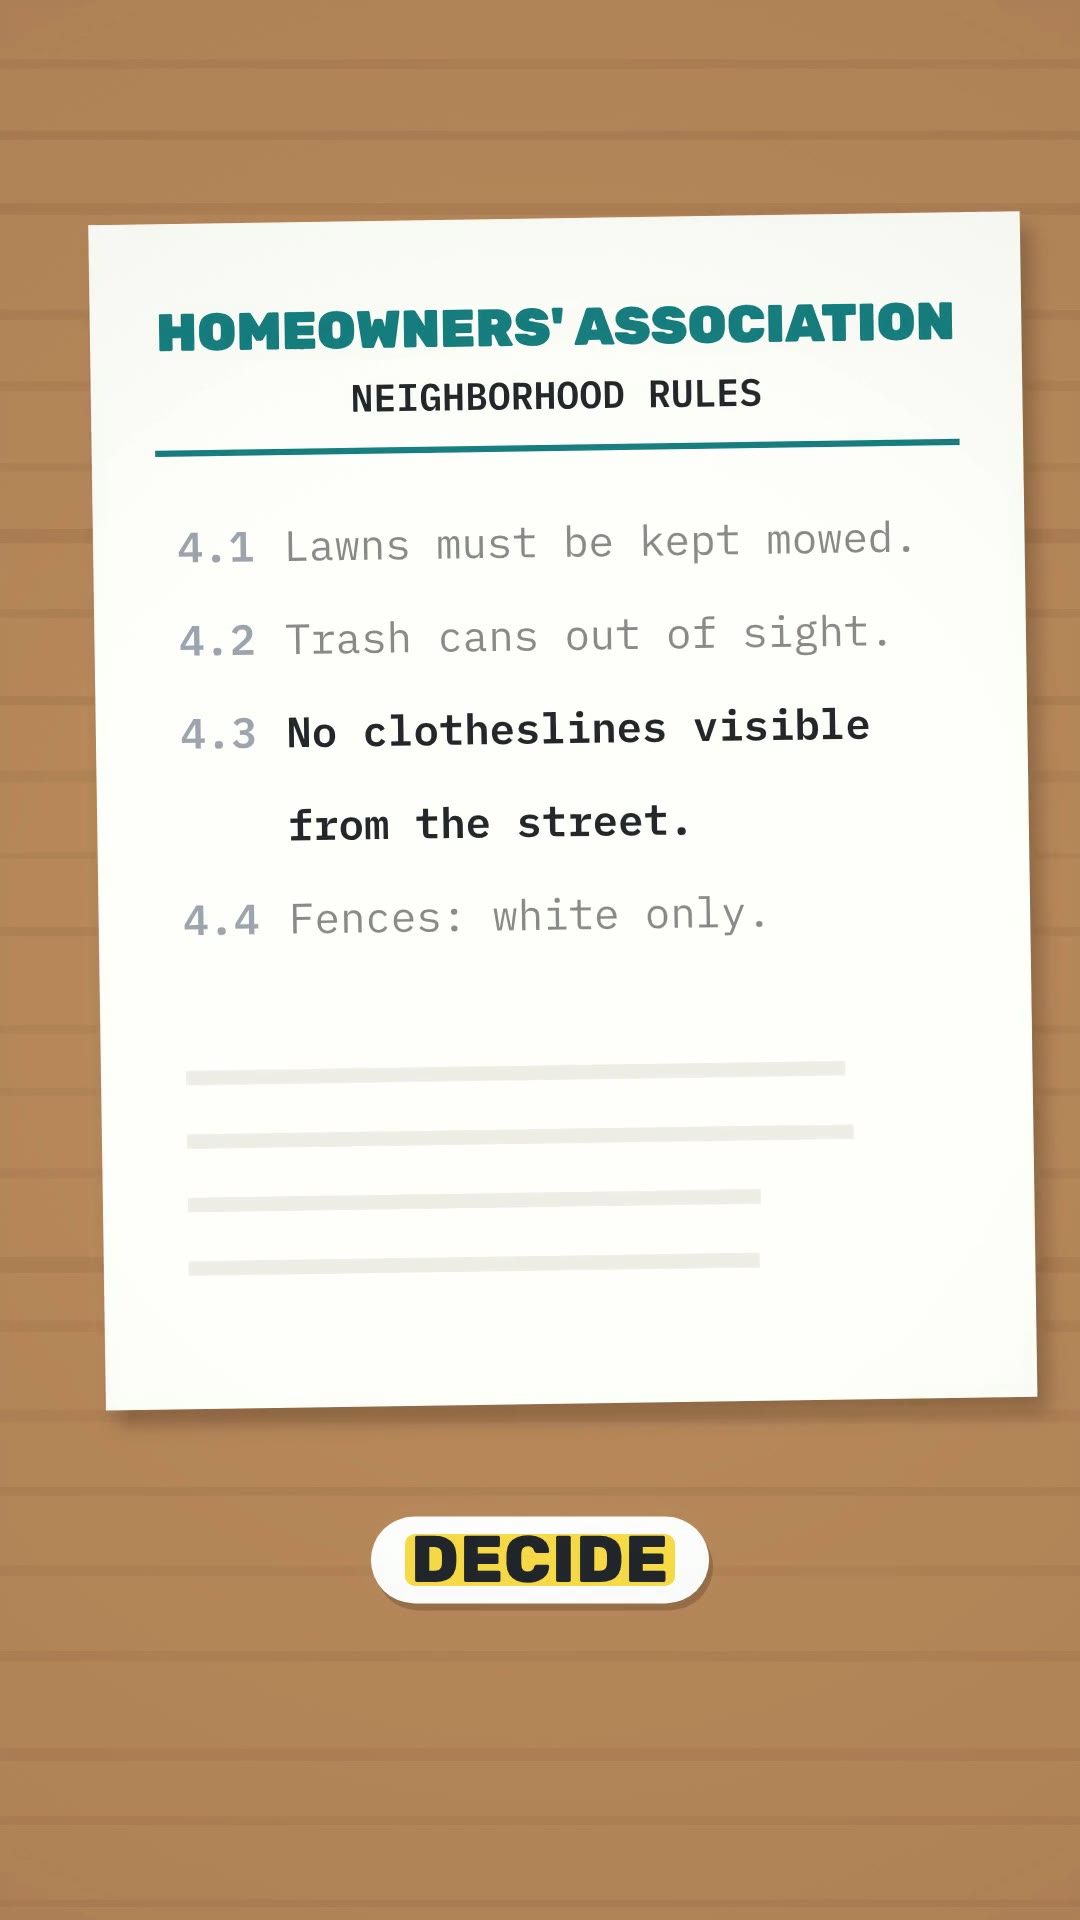 HOMEOWNERS' ASSOCIATION
NEIGHBORHOOD RULES
4.1 Lawns must be kept mowed.
4.2 Trash cans out of sight.
4.3 No clotheslines visible
from the street.
4.4 Fences: white only.
DECIDE